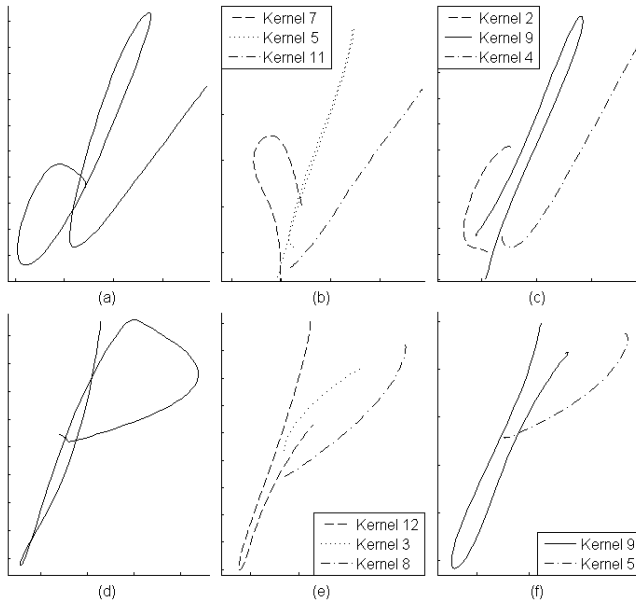 Kernel 7
Kernel 5
Kernel 11
Kernel 2
Kernel 9
Kernel 4
(a)
(b)
(c)
Kernel 12
Kernel 3
Kernel 8
Kernel 9
Kernel 5
(d)
(e)
(f)